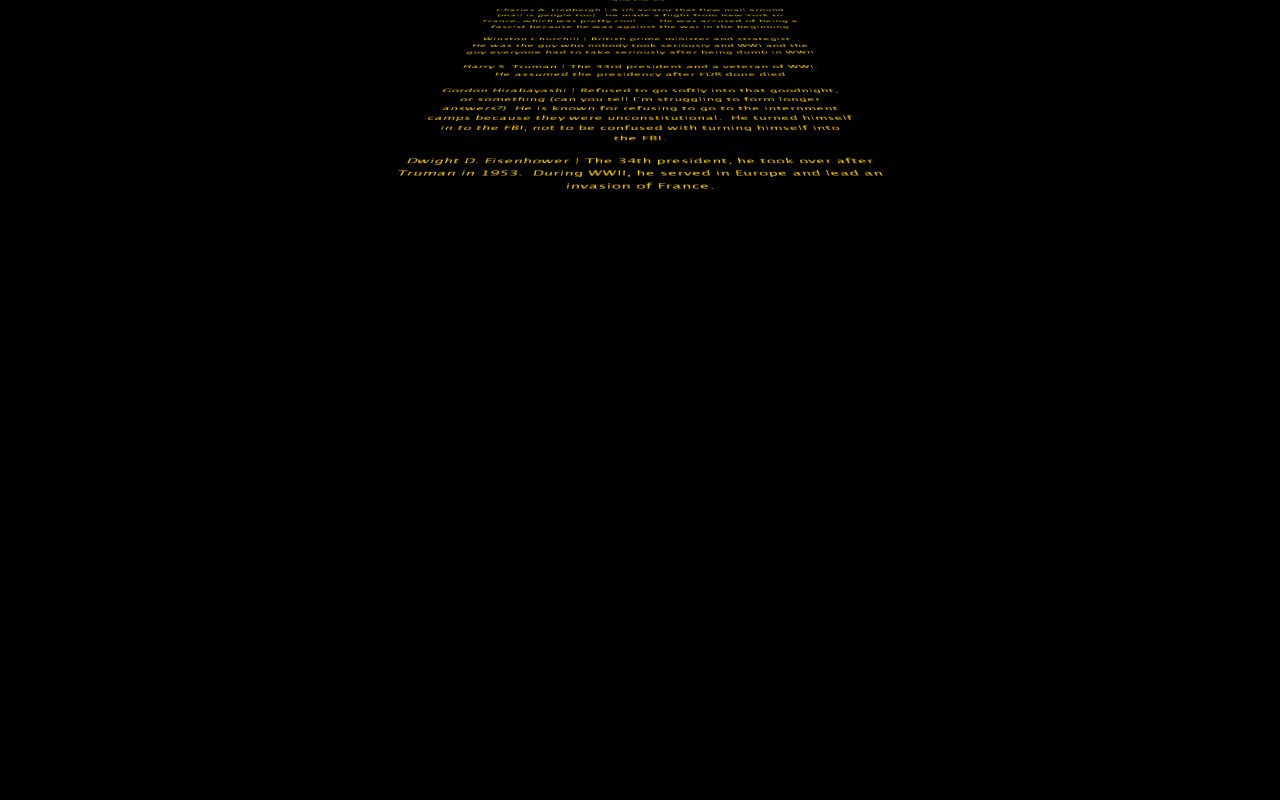 Charles A. Lindbergh | A US aviator that flew mail around
(mail is people too). He made a flight from New York to
France, which was pretty cool. He was accused of being a
fascist because he was against the war in the beginning
Winston Churchill | British prime minister and strategist
He was the guy who nobody took seriously and WWI and the
guy everyone had to take seriously after being dumb in WWII
Harry S. Truman | The 33rd president and a veteran of WWI.
He assumed the presidency after FDR done died
Gordon Hirabayashi | Refused to go softly into that goodnight,
or something (can you tell I'm struggling to form longer
answers?) He is known for refusing to go to the internment
camps because they were unconstitutional. He turned himself
in to the FBI, not to be confused with turning himself into
the FBI.
Dwight D. Eisenhower | The 34th president, he took over after
Truman in 1953. During WWII, he served in Europe and lead an
invasion of France.